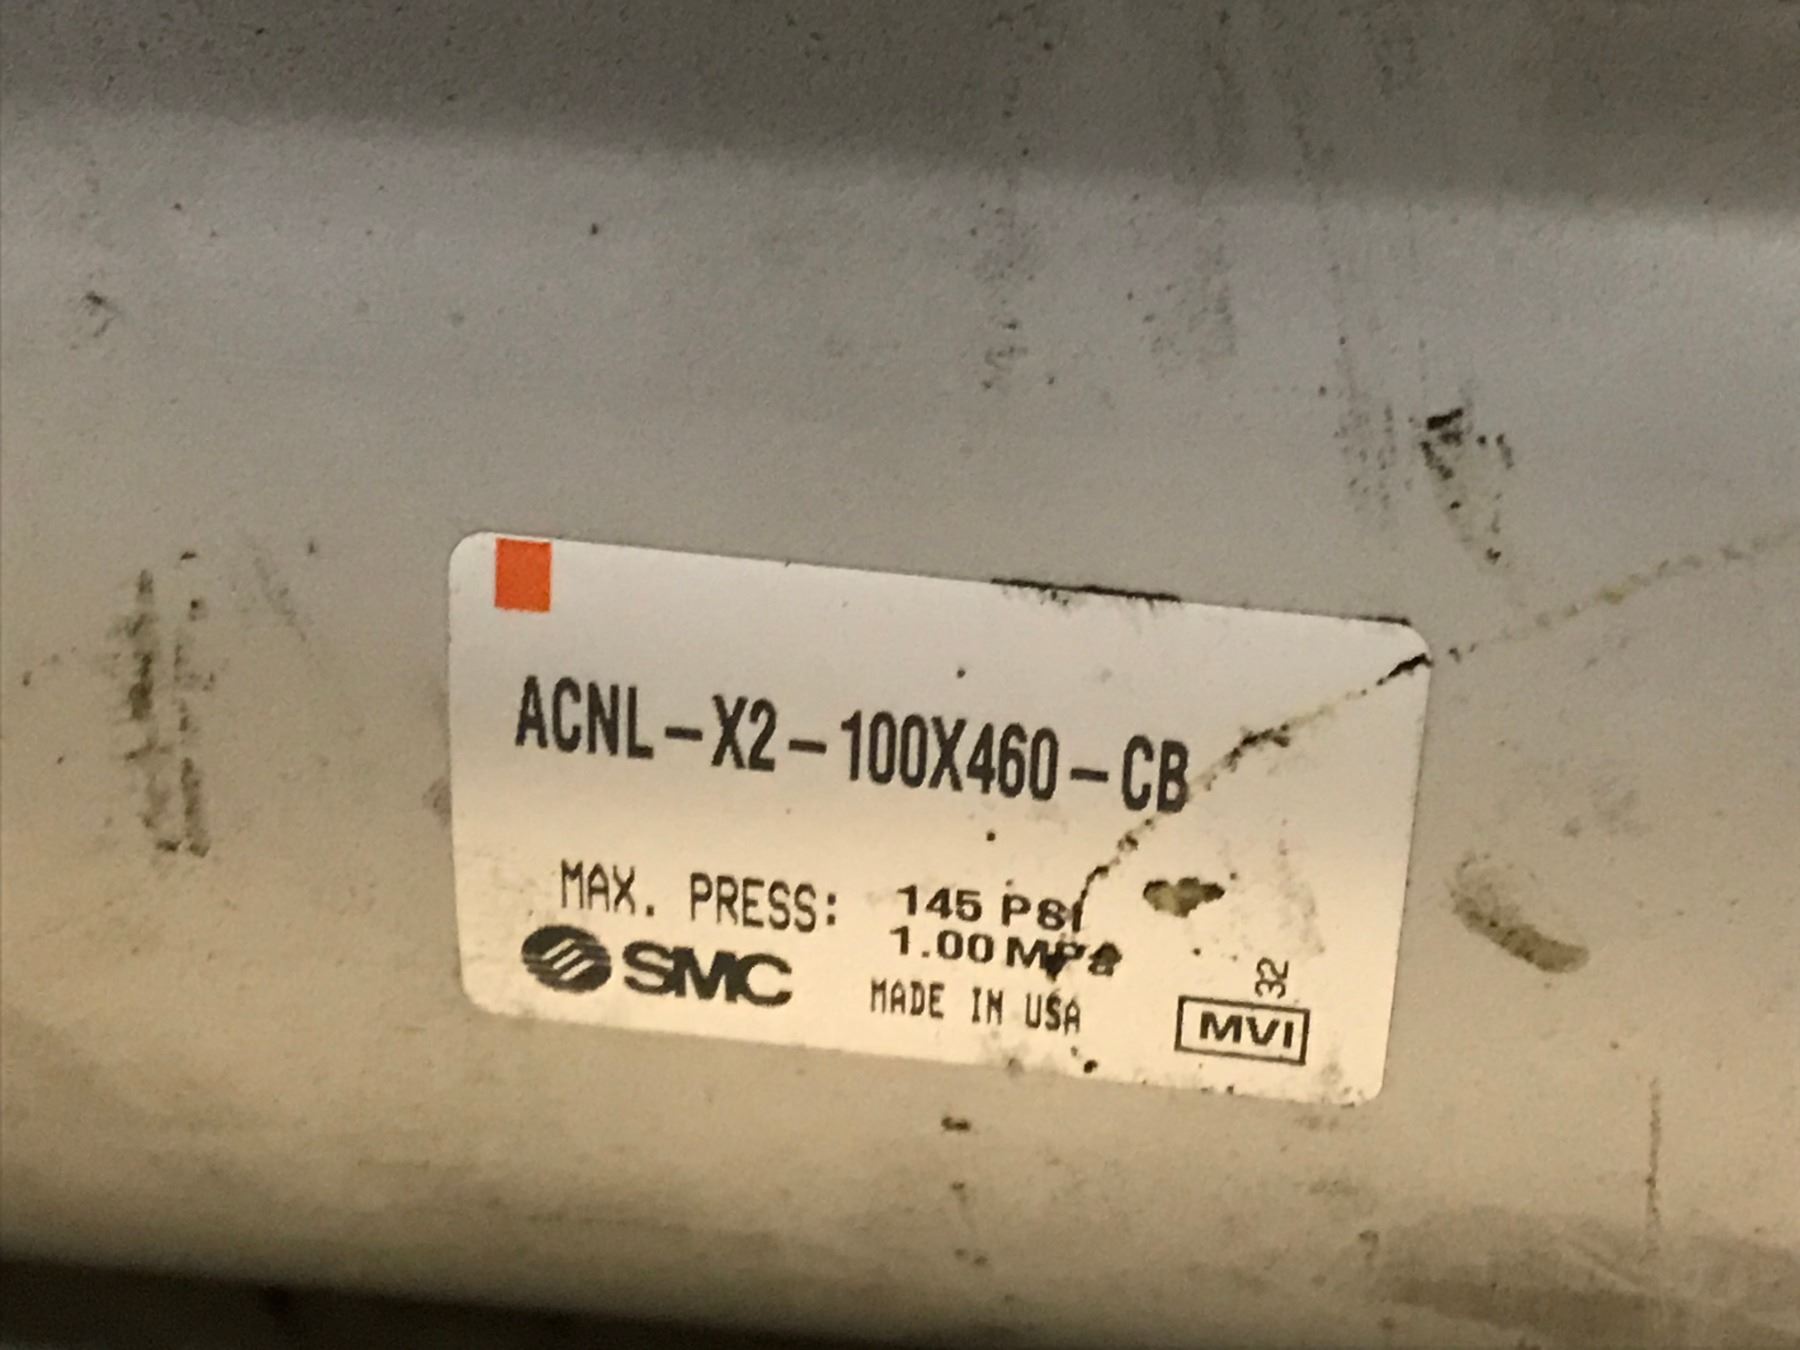 ACNL-X2-100X460-CB
MAX. PRESS: 145 PSI
1.00 MPa
SMC
MADE IN USA
32
MVI